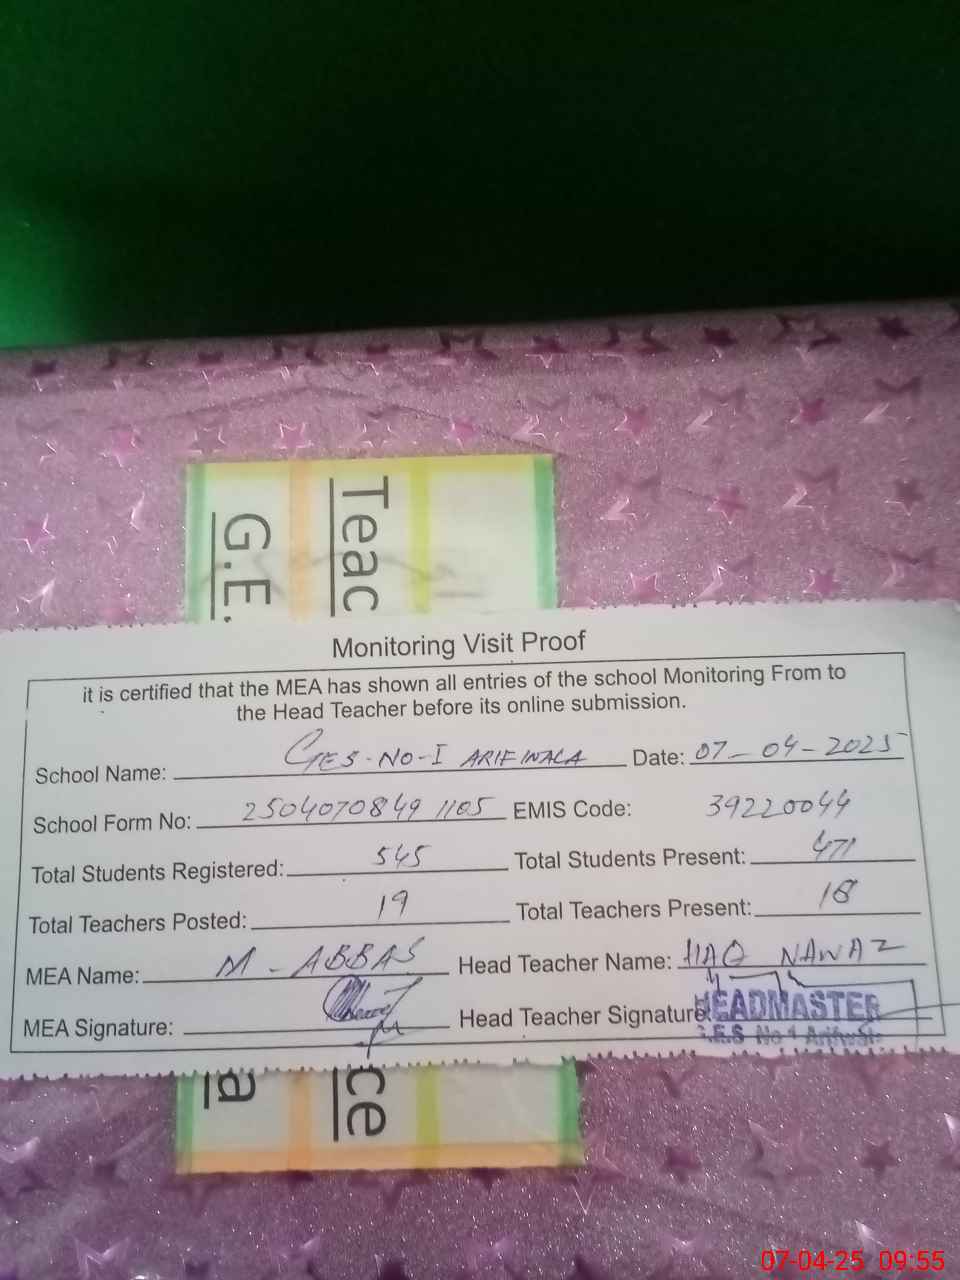 Teac
G.E.
Monitoring Visit Proof
it is certified that the MEA has shown all entries of the school Monitoring From to
the Head Teacher before its online submission.
School Name: GES-NO-I ARIFWALA Date: 07-04-2025
School Form No: 25040708491105 EMIS Code: 39220044
Total Students Registered: 545 Total Students Present: 471
Total Teachers Posted: 19 Total Teachers Present: 18
MEA Name: M-ABBAS Head Teacher Name: HAQ NAWAZ
MEA Signature: Head Teacher Signature:
HEADMASTER
G.E.S No 1 Arifwala
ce
a
07-04-25 09:55